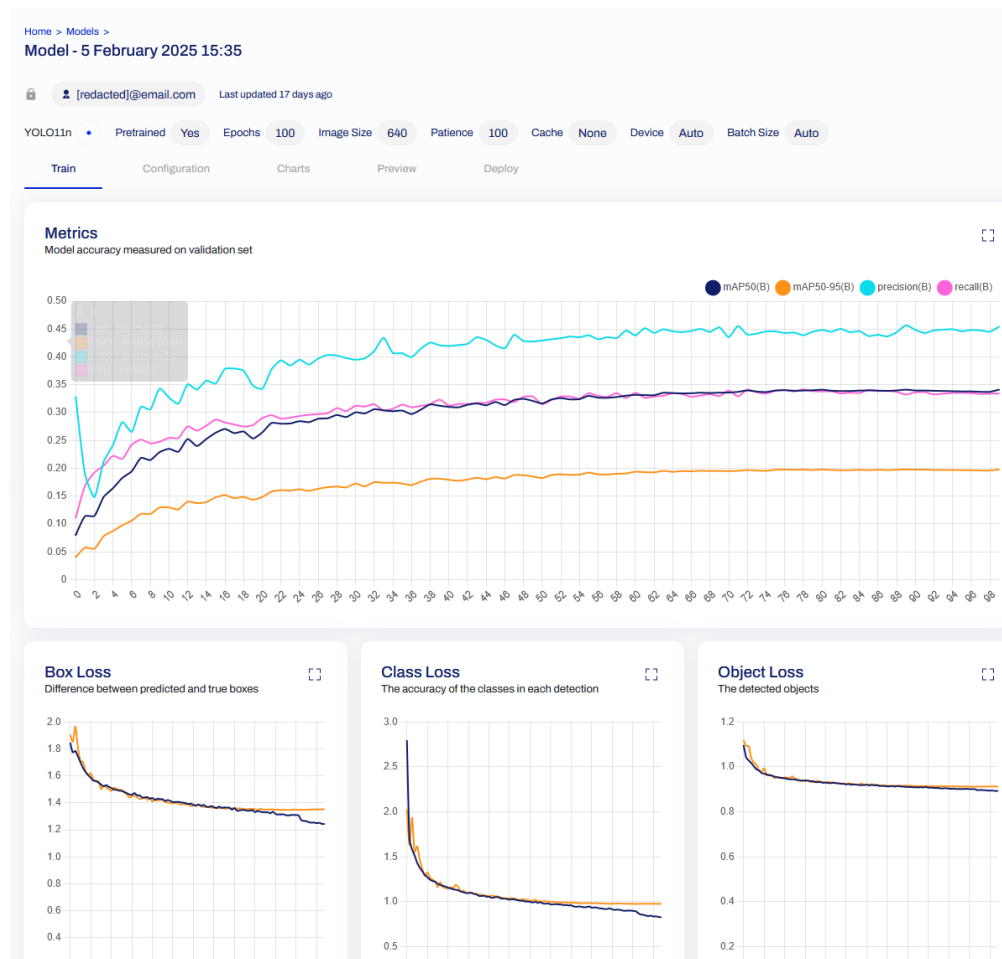 Home > Models >
Model - 5 February 2025 15:35
[redacted]@email.com Last updated 17 days ago
YOLO11n Pretrained Yes Epochs 100 Image Size 640 Patience 100 Cache None Device Auto Batch Size Auto
Train Configuration Charts Preview Deploy
Metrics
Model accuracy measured on validation set
mAP50(B) mAP50-95(B) precision(B) recall(B)
0.50
0.45
0.40
0.35
0.30
0.25
0.20
0.15
0.10
0.05
0
0 2 4 6 8 10 12 14 16 18 20 22 24 26 28 30 32 34 36 38 40 42 44 46 48 50 52 54 56 58 60 62 64 66 68 70 72 74 76 78 80 82 84 86 88 90 92 94 96 98
Box Loss
Difference between predicted and true boxes
2.0
1.8
1.6
1.4
1.2
1.0
0.8
0.6
0.4
Class Loss
The accuracy of the classes in each detection
3.0
2.5
2.0
1.5
1.0
0.5
Object Loss
The detected objects
1.2
1.0
0.8
0.6
0.4
0.2